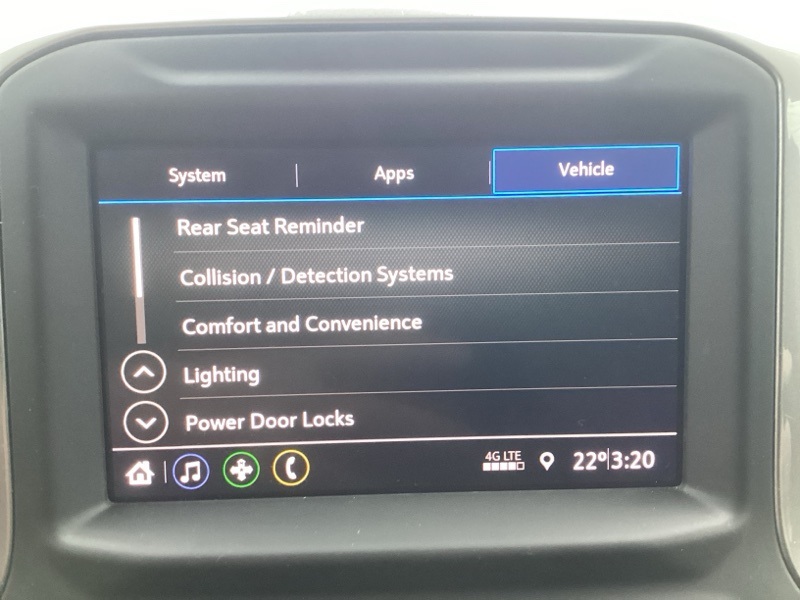 System Apps Vehicle
Rear Seat Reminder
Collision / Detection Systems
Comfort and Convenience
Lighting
Power Door Locks
4G LTE 22° 3:20